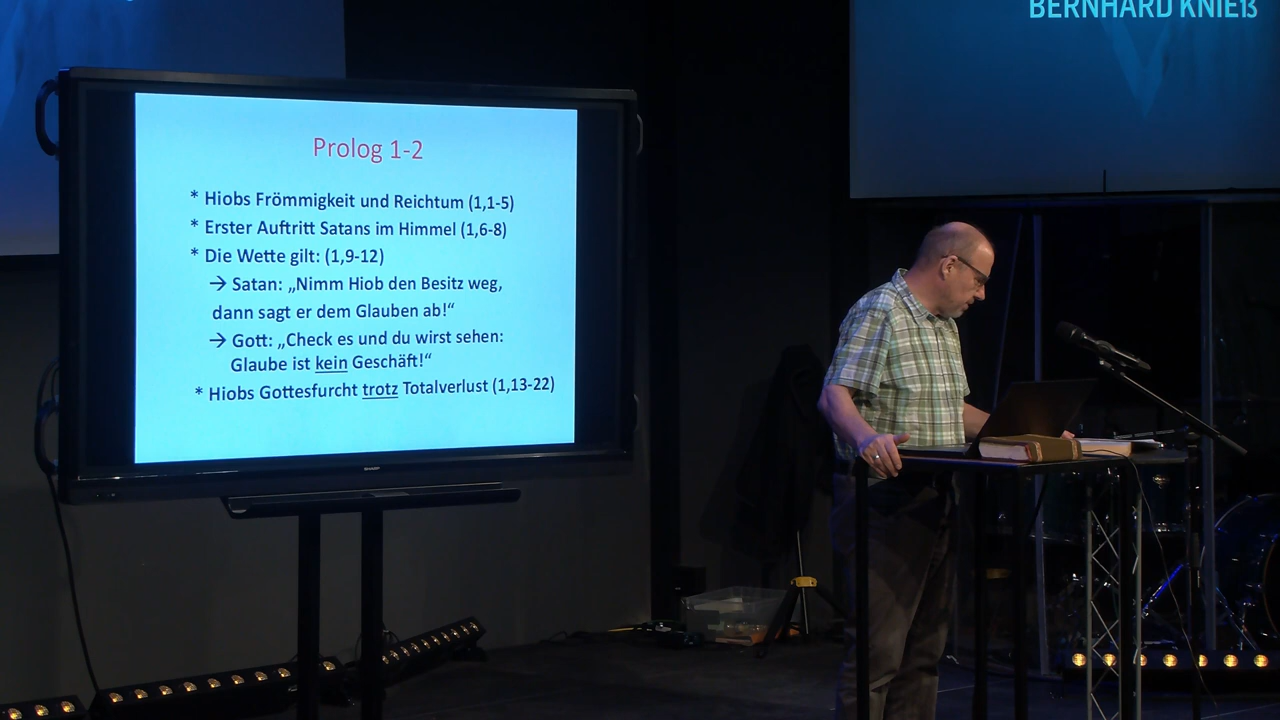 BERNHARD KNIE13
Prolog 1-2
* Hiobs Frömmigkeit und Reichtum (1,1-5)
* Erster Auftritt Satans im Himmel (1,6-8)
* Die Wette gilt: (1,9-12)
→ Satan: „Nimm Hiob den Besitz weg,
dann sagt er dem Glauben ab!“
→ Gott: „Check es und du wirst sehen:
Glaube ist kein Geschäft!“
* Hiobs Gottesfurcht trotz Totalverlust (1,13-22)
SHARP